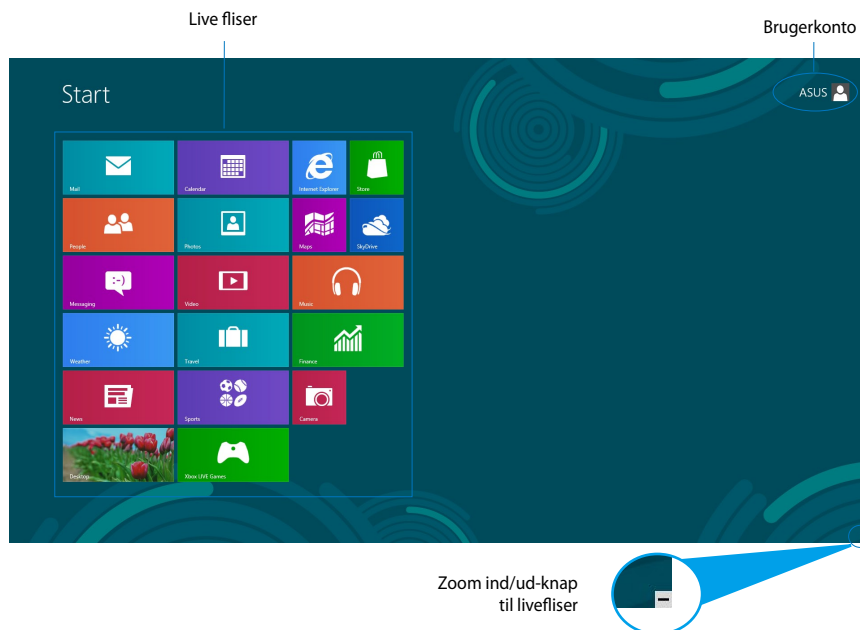 Live fliser
Brugerkonto
Start
ASUS
Mail
Calendar
Internet Explorer
Store
People
Photos
Maps
SkyDrive
Messaging
:-)
Video
Music
Weather
Travel
Finance
News
Sports
Camera
Desktop
Xbox LIVE Games
Zoom ind/ud-knap
til livefliser